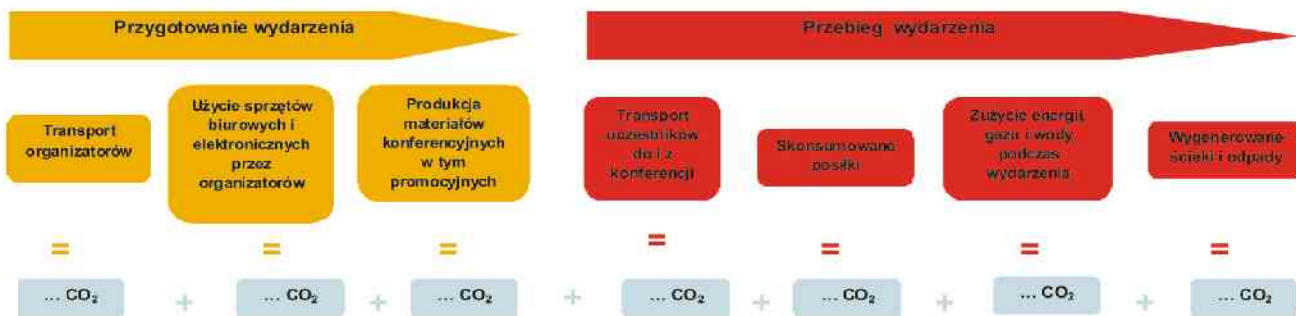 Przygotowanie wydarzenia
Przebieg wydarzenia
Transport
organizatorów
Użycie sprzętów
biurowych i
elektronicznych
przez
organizatorów
Produkcja
materiałów
konferencyjnych
w tym
promocyjnych
Transport
uczestników
do i z
konferencji
Skonsumowane
posiłki
Zużycie energii,
gazu i wody
podczas
wydarzenia
Wygenerowane
ścieki i odpady
= = = = = = =
... CO₂ + ... CO₂ + ... CO₂ + ... CO₂ + ... CO₂ + ... CO₂ + ... CO₂